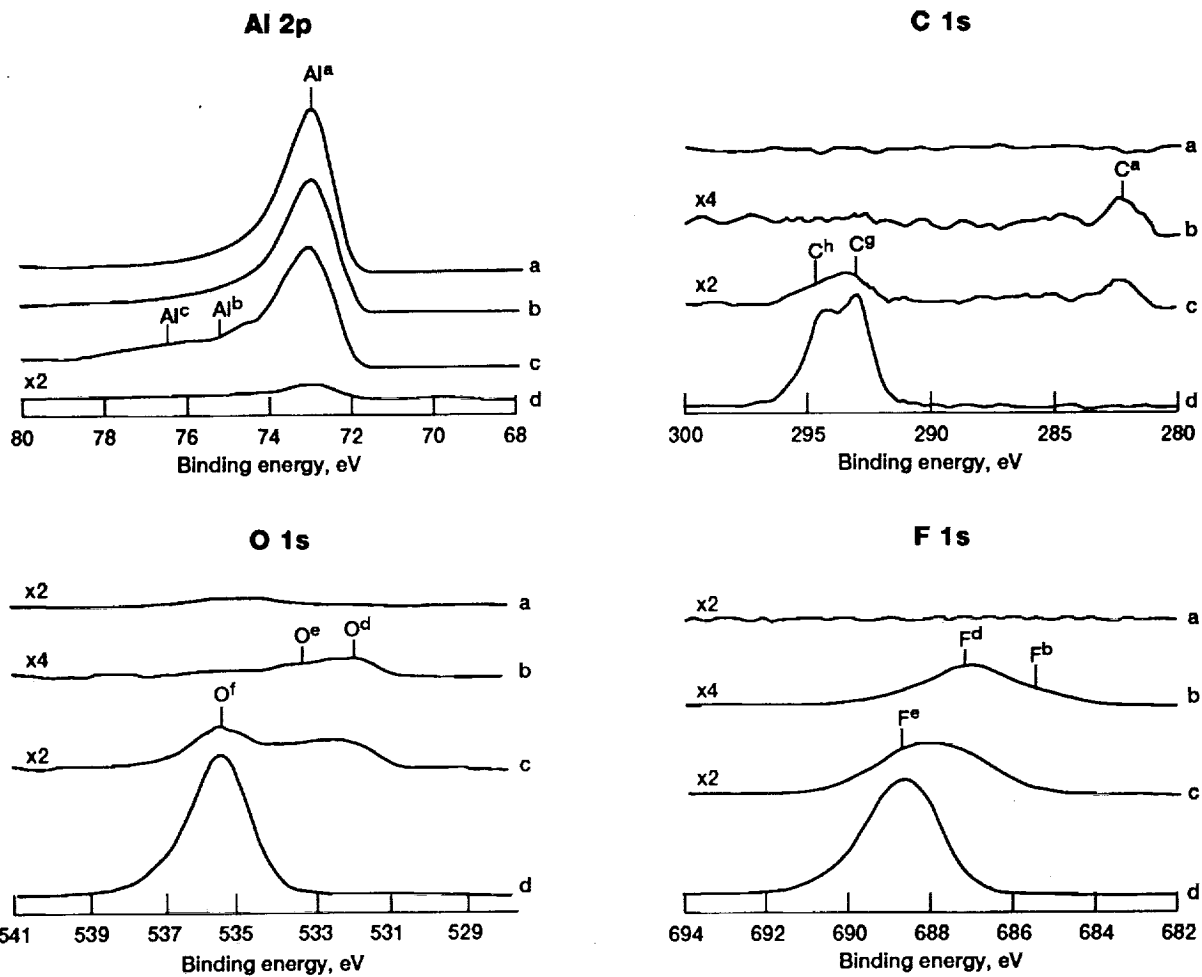 Al 2p
Al^a
a
b
Al^c Al^b
c
x2
d
80 78 76 74 72 70 68
Binding energy, eV
C 1s
a
C^a
x4
b
C^h C^g
x2
c
d
300 295 290 285 280
Binding energy, eV
O 1s
x2
a
O^e O^d
x4
b
O^f
x2
c
d
541 539 537 535 532 531 529
Binding energy, eV
F 1s
x2
a
F^d F^b
x4
b
F^e
x2
c
d
694 692 690 688 686 684 682
Binding energy, eV